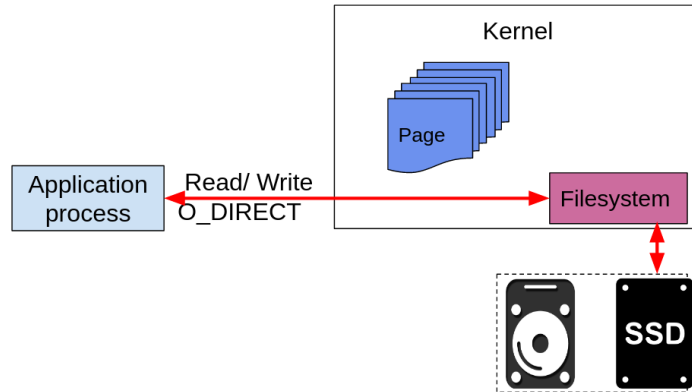 Kernel
Page
Application
process
Read/ Write
O_DIRECT
Filesystem
SSD